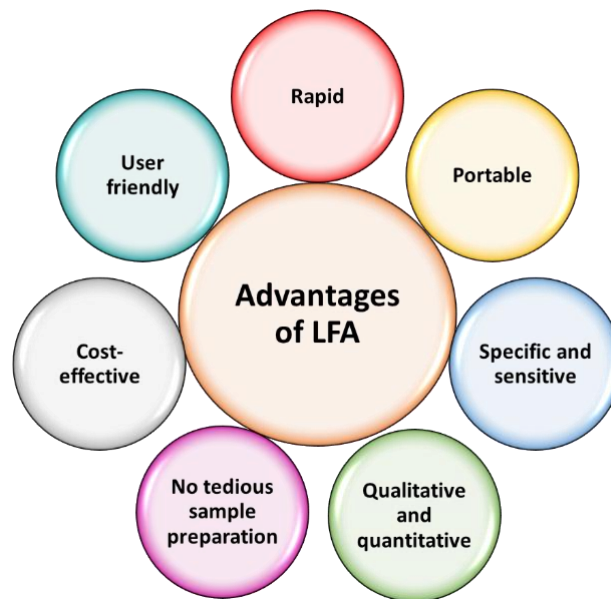 Rapid
Portable
Specific and
sensitive
Qualitative
and
quantitative
No tedious
sample
preparation
Cost-
effective
User
friendly
Advantages
of LFA